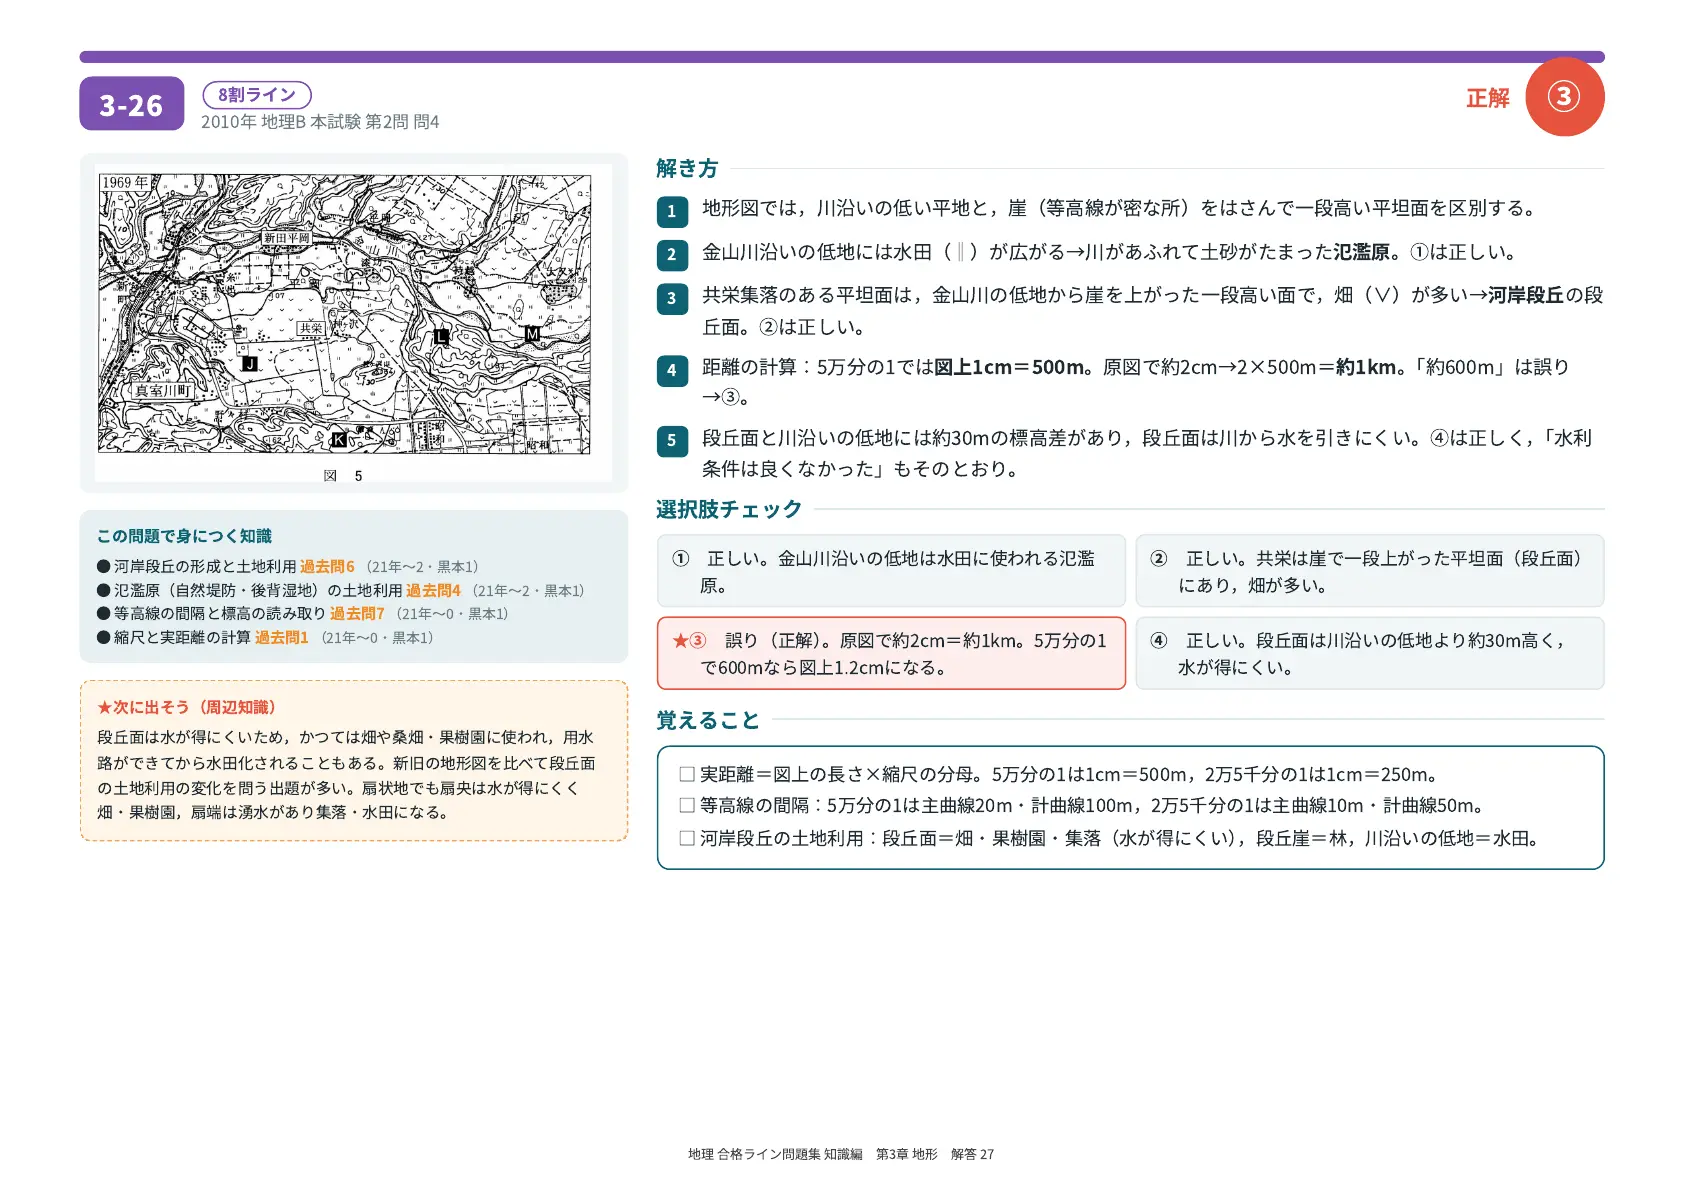 3-26
8割ライン
2010年 地理B 本試験 第2問 問4
正解 ③
1969年
新田平岡
共栄
J
L
M
K
真室川町
昭和
図 5
この問題で身につく知識
● 河岸段丘の形成と土地利用 過去問6 (21年〜2・黒本1)
● 氾濫原（自然堤防・後背湿地）の土地利用 過去問4 (21年〜2・黒本1)
● 等高線の間隔と標高の読み取り 過去問7 (21年〜0・黒本1)
● 縮尺と実距離の計算 過去問1 (21年〜0・黒本1)
★次に出そう（周辺知識）
段丘面は水が得にくいため，かつては畑や桑畑・果樹園に使われ，用水
路ができてから水田化されることもある。新旧の地形図を比べて段丘面
の土地利用の変化を問う出題が多い。扇状地でも扇央は水が得にくく
畑・果樹園，扇端は湧水があり集落・水田になる。
解き方
1 地形図では，川沿いの低い平地と，崖（等高線が密な所）をはさんで一段高い平坦面を区別する。
2 金山川沿いの低地には水田（‖）が広がる→川があふれて土砂がたまった氾濫原。①は正しい。
3 共栄集落のある平坦面は，金山川の低地から崖を上がった一段高い面で，畑（∨）が多い→河岸段丘の段
丘面。②は正しい。
4 距離の計算：5万分の1では図上1cm＝500m。原図で約2cm→2×500m＝約1km。「約600m」は誤り
→③。
5 段丘面と川沿いの低地には約30mの標高差があり，段丘面は川から水を引きにくい。④は正しく，「水利
条件は良くなかった」もそのとおり。
選択肢チェック
① 正しい。金山川沿いの低地は水田に使われる氾濫
原。
② 正しい。共栄は崖で一段上がった平坦面（段丘面）
にあり，畑が多い。
★③ 誤り（正解）。原図で約2cm＝約1km。5万分の1
で600mなら図上1.2cmになる。
④ 正しい。段丘面は川沿いの低地より約30m高く，
水が得にくい。
覚えること
□ 実距離＝図上の長さ×縮尺の分母。5万分の1は1cm＝500m，2万5千分の1は1cm＝250m。
□ 等高線の間隔：5万分の1は主曲線20m・計曲線100m，2万5千分の1は主曲線10m・計曲線50m。
□ 河岸段丘の土地利用：段丘面＝畑・果樹園・集落（水が得にくい），段丘崖＝林，川沿いの低地＝水田。
地理 合格ライン問題集 知識編 第3章 地形 解答 27